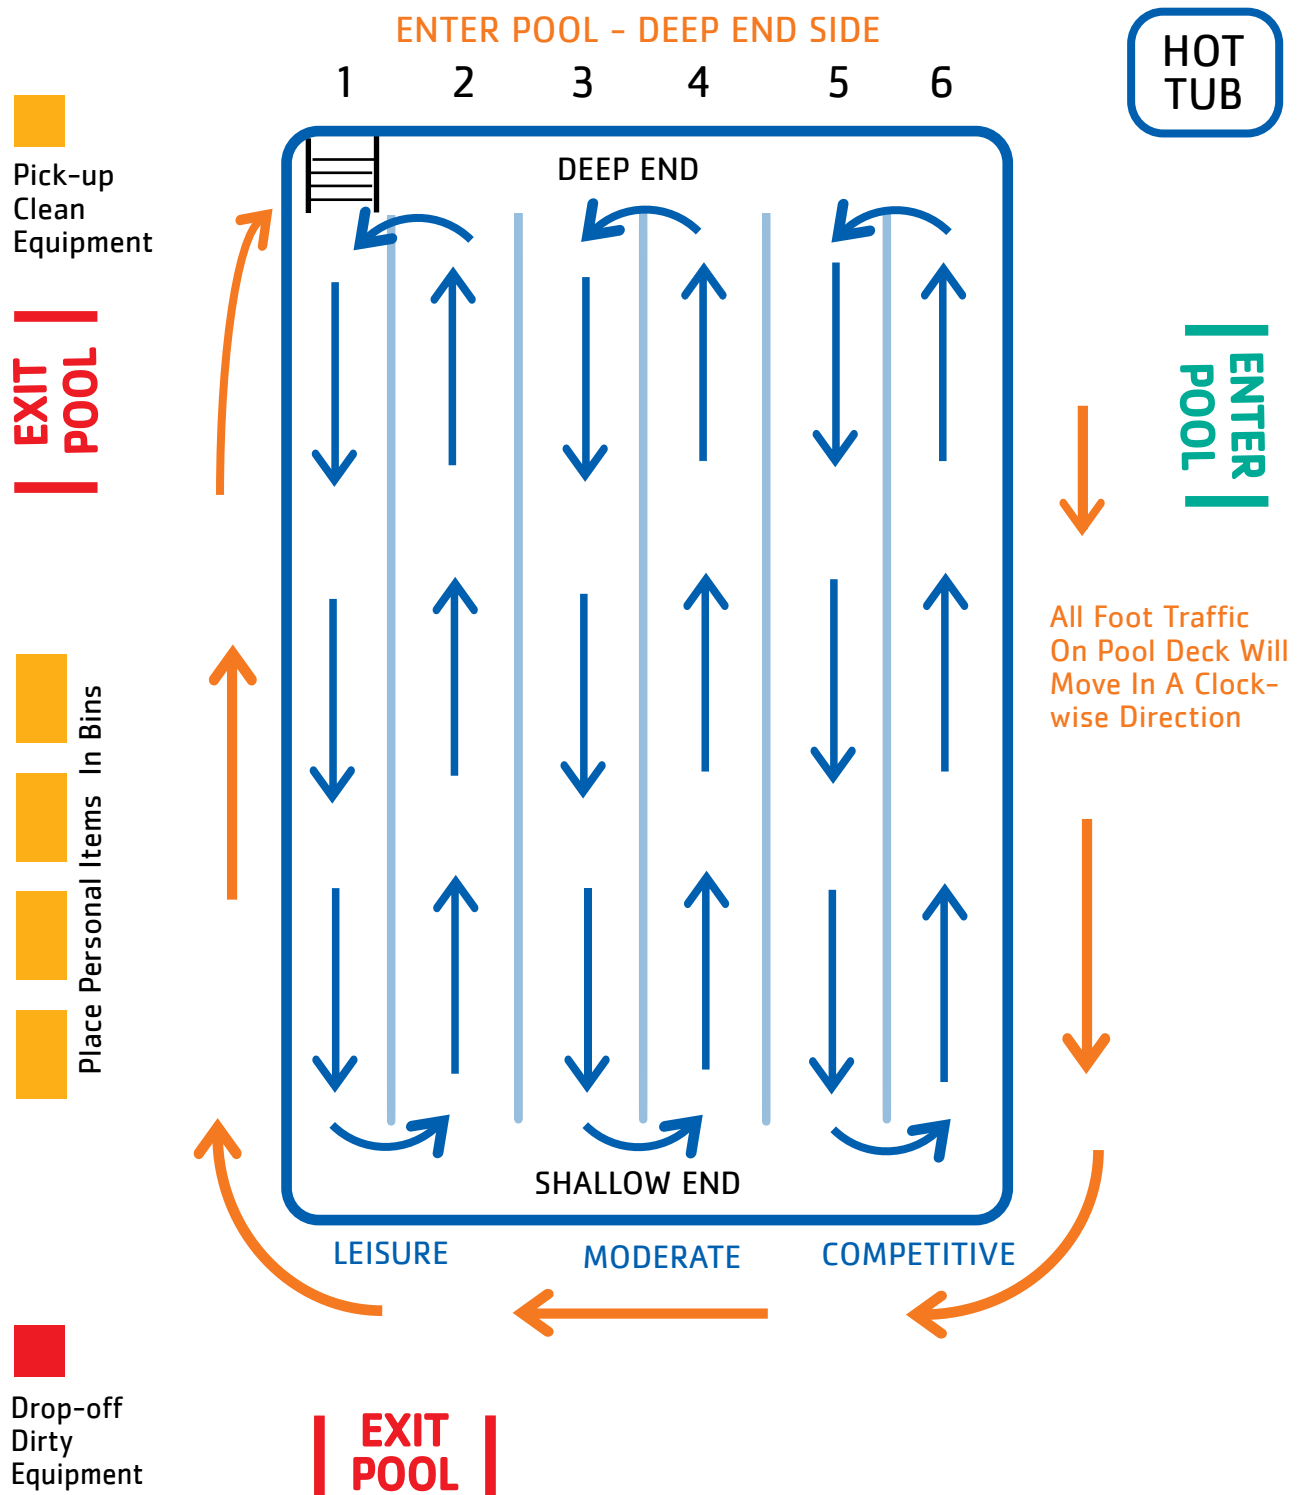 ENTER POOL - DEEP END SIDE
1 2 3 4 5 6
HOT
TUB
DEEP END
Pick-up
Clean
Equipment
EXIT
POOL
ENTER
POOL
All Foot Traffic
On Pool Deck Will
Move In A Clock-
wise Direction
Place Personal Items In Bins
SHALLOW END
LEISURE
MODERATE
COMPETITIVE
Drop-off
Dirty
Equipment
EXIT
POOL